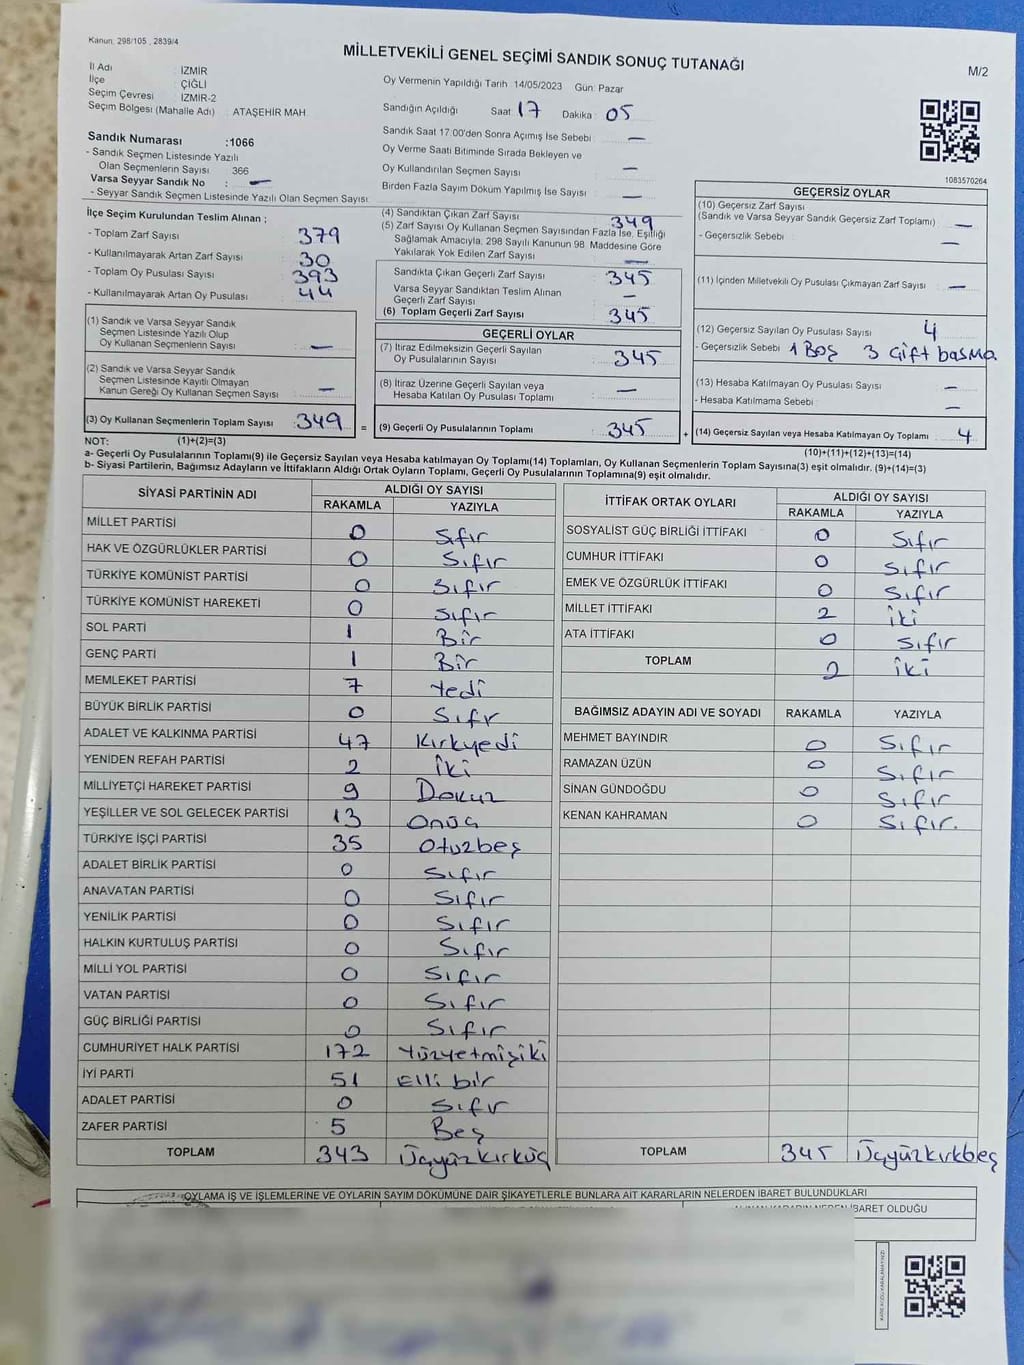 Kanun, 298/105 , 2839/4
MİLLETVEKİLİ GENEL SEÇİMİ SANDIK SONUÇ TUTANAĞI
M/2
İl Adı : İZMİR
İlçe : ÇİĞLİ
Seçim Çevresi : İZMİR-2
Seçim Bölgesi (Mahalle Adı) : ATAŞEHİR MAH.
Oy Vermenin Yapıldığı Tarih 14/05/2023 Gün: Pazar
Sandığın Açıldığı Saat: 17 Dakika: 05
Sandık Saat 17:00'den Sonra Açımış İse Sebebi : —
Oy Verme Saati Bitiminde Sırada Bekleyen ve
Oy Kullandırılan Seçmen Sayısı : —
Birden Fazla Sayım Döküm Yapılmış İse Sayısı : —
Sandık Numarası :1066
- Sandık Seçmen Listesinde Yazılı
Olan Seçmenlerin Sayısı 366
Varsa Seyyar Sandık No : —
- Seyyar Sandık Seçmen Listesinde Yazılı Olan Seçmen Sayısı
1083570264
İlçe Seçim Kurulundan Teslim Alınan ;
- Toplam Zarf Sayısı : 379
- Kullanılmayarak Artan Zarf Sayısı : 30
- Toplam Oy Pusulası Sayısı : 393
- Kullanılmayarak Artan Oy Pusulası : 44
(1) Sandık ve Varsa Seyyar Sandık
Seçmen Listesinde Yazılı Olup
Oy Kullanan Seçmenlerin Sayısı : —
(2) Sandık ve Varsa Seyyar Sandık
Seçmen Listesinde Kayıtlı Olmayan
Kanun Gereği Oy Kullanan Seçmen Sayısı : —
(3) Oy Kullanan Seçmenlerin Toplam Sayısı : 349 =
(1)+(2)=(3)
(4) Sandıktan Çıkan Zarf Sayısı : 349
(5) Zarf Sayısı Oy Kullanan Seçmen Sayısından Fazla İse, Eşitliği
Sağlamak Amacıyla, 298 Sayılı Kanunun 98. Maddesine Göre
Yakılarak Yok Edilen Zarf Sayısı : —
Sandıkta Çıkan Geçerli Zarf Sayısı : 345
Varsa Seyyar Sandıktan Teslim Alınan
Geçerli Zarf Sayısı : —
(6) Toplam Geçerli Zarf Sayısı : 345
GEÇERLİ OYLAR
(7) İtiraz Edilmeksizin Geçerli Sayılan
Oy Pusulalarının Sayısı : 345
(8) İtiraz Üzerine Geçerli Sayılan veya
Hesaba Katılan Oy Pusulası Toplamı : —
(9) Geçerli Oy Pusulalarının Toplamı : 345 +
GEÇERSİZ OYLAR
(10) Geçersiz Zarf Sayısı
(Sandık ve Varsa Seyyar Sandık Geçersiz Zarf Toplamı) : —
- Geçersizlik Sebebi : —
(11) İçinden Milletvekili Oy Pusulası Çıkmayan Zarf Sayısı : —
(12) Geçersiz Sayılan Oy Pusulası Sayısı : 4
- Geçersizlik Sebebi : 1 Boş 3 çift basma
(13) Hesaba Katılmayan Oy Pusulası Sayısı : —
- Hesaba Katılmama Sebebi : —
(14) Geçersiz Sayılan veya Hesaba Katılmayan Oy Toplamı : 4
(10)+(11)+(12)+(13)=(14)
NOT:
a- Geçerli Oy Pusulalarının Toplamı(9) ile Geçersiz Sayılan veya Hesaba katılmayan Oy Toplamı(14) Toplamları, Oy Kullanan Seçmenlerin Toplam Sayısına(3) eşit olmalıdır. (9)+(14)=(3)
b- Siyasi Partilerin, Bağımsız Adayların ve İttifakların Aldığı Ortak Oyların Toplamı, Geçerli Oy Pusulalarının Toplamına(9) eşit olmalıdır.
SİYASİ PARTİNİN ADI ALDIĞI OY SAYISI
RAKAMLA YAZIYLA
MİLLET PARTİSİ 0 Sıfır
HAK VE ÖZGÜRLÜKLER PARTİSİ 0 Sıfır
TÜRKİYE KOMÜNİST PARTİSİ 0 Sıfır
TÜRKİYE KOMÜNİST HAREKETİ 0 Sıfır
SOL PARTİ 1 Bir
GENÇ PARTİ 1 Bir
MEMLEKET PARTİSİ 7 Yedi
BÜYÜK BİRLİK PARTİSİ 0 Sıfr
ADALET VE KALKINMA PARTİSİ 47 Kırkyedi
YENİDEN REFAH PARTİSİ 2 İki
MİLLİYETÇİ HAREKET PARTİSİ 9 Dokuz
YEŞİLLER VE SOL GELECEK PARTİSİ 13 Onüç
TÜRKİYE İŞÇİ PARTİSİ 35 Otuzbeş
ADALET BİRLİK PARTİSİ 0 Sıfır
ANAVATAN PARTİSİ 0 Sıfır
YENİLİK PARTİSİ 0 Sıfır
HALKIN KURTULUŞ PARTİSİ 0 Sıfır
MİLLİ YOL PARTİSİ 0 Sıfır
VATAN PARTİSİ 0 Sıfır
GÜÇ BİRLİĞİ PARTİSİ 0 Sıfır
CUMHURİYET HALK PARTİSİ 172 Yüzyetmişiki
İYİ PARTİ 51 Elli bir
ADALET PARTİSİ 0 Sıfır
ZAFER PARTİSİ 5 Beş
TOPLAM 343 Üçyüzkırküç
İTTİFAK ORTAK OYLARI ALDIĞI OY SAYISI
RAKAMLA YAZIYLA
SOSYALİST GÜÇ BİRLİĞİ İTTİFAKI 0 Sıfır
CUMHUR İTTİFAKI 0 Sıfır
EMEK VE ÖZGÜRLÜK İTTİFAKI 0 Sıfır
MİLLET İTTİFAKI 2 İki
ATA İTTİFAKI 0 Sıfır
TOPLAM 2 İki
BAĞIMSIZ ADAYIN ADI VE SOYADI RAKAMLA YAZIYLA
MEHMET BAYINDIR 0 Sıfır
RAMAZAN ÜZÜN 0 Sıfır
SİNAN GÜNDOĞDU 0 Sıfır
KENAN KAHRAMAN 0 Sıfır.
TOPLAM 345 Üçyüzkırkbeş
OYLAMA İŞ VE İŞLEMLERİNE VE OYLARIN SAYIM DÖKÜMÜNE DAİR ŞİKAYETLERLE BUNLARA AİT KARARLARIN NELERDEN İBARET BULUNDUKLARI
İBARET OLDUĞU